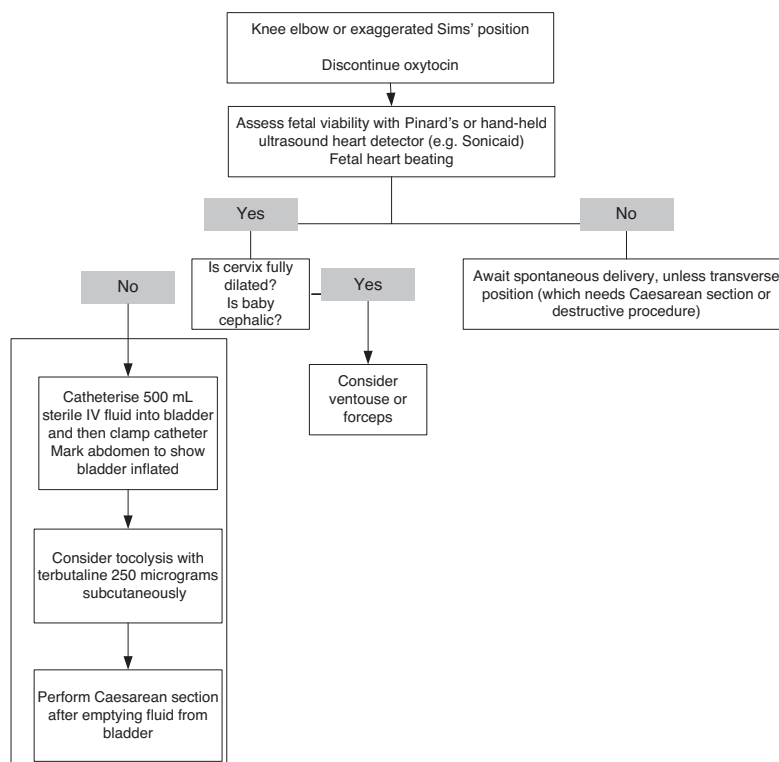 Knee elbow or exaggerated Sims' position
Discontinue oxytocin
Assess fetal viability with Pinard's or hand-held
ultrasound heart detector (e.g. Sonicaid)
Fetal heart beating
Yes
No
Is cervix fully
dilated?
Is baby
cephalic?
No
Yes
Await spontaneous delivery, unless transverse
position (which needs Caesarean section or
destructive procedure)
Consider
ventouse or
forceps
Catheterise 500 mL
sterile IV fluid into bladder
and then clamp catheter
Mark abdomen to show
bladder inflated
Consider tocolysis with
terbutaline 250 micrograms
subcutaneously
Perform Caesarean section
after emptying fluid from
bladder